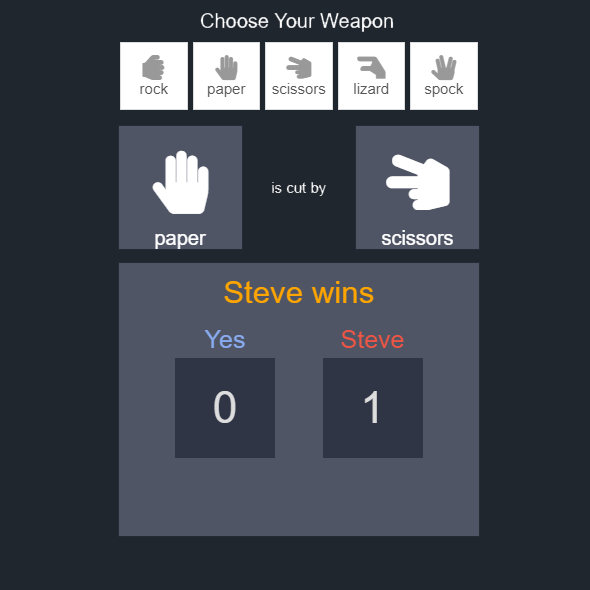 Choose Your Weapon
rock paper scissors lizard spock
is cut by
paper scissors
Steve wins
Yes Steve
0 1